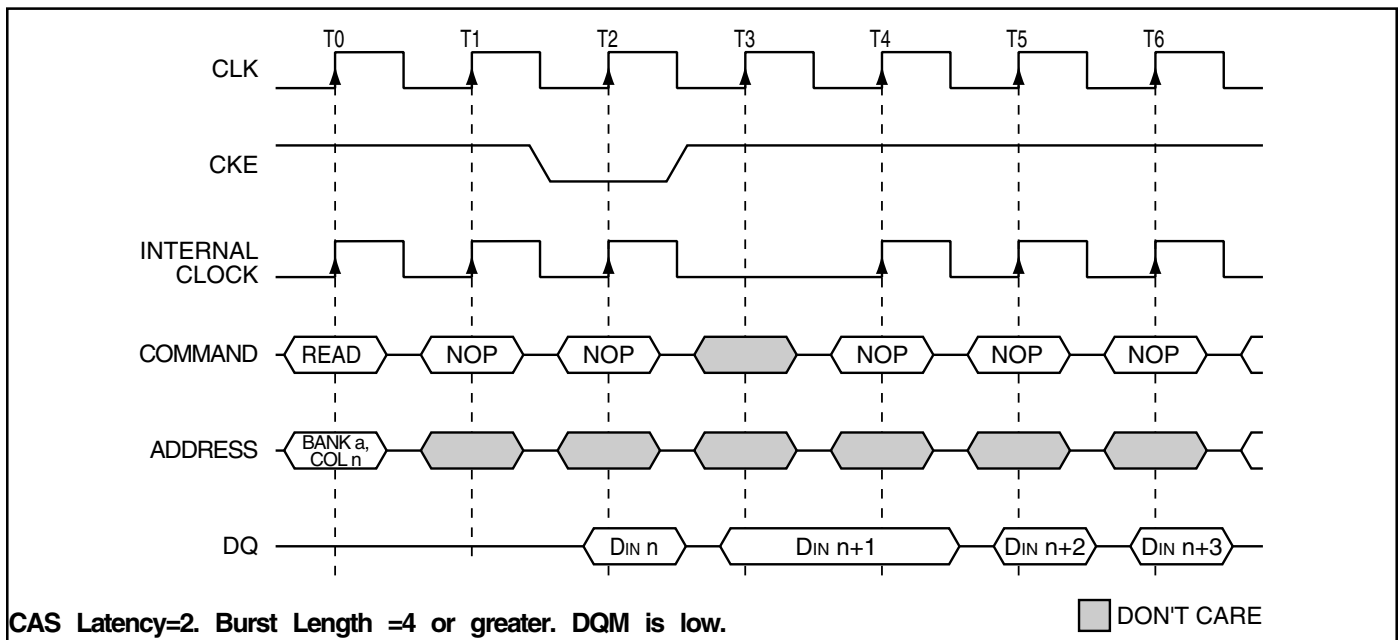 T0 T1 T2 T3 T4 T5 T6
CLK
CKE
INTERNAL
CLOCK
COMMAND READ NOP NOP NOP NOP NOP
ADDRESS BANK a,
COL n
DQ DIN n DIN n+1 DIN n+2 DIN n+3
CAS Latency=2. Burst Length =4 or greater. DQM is low.
DON'T CARE